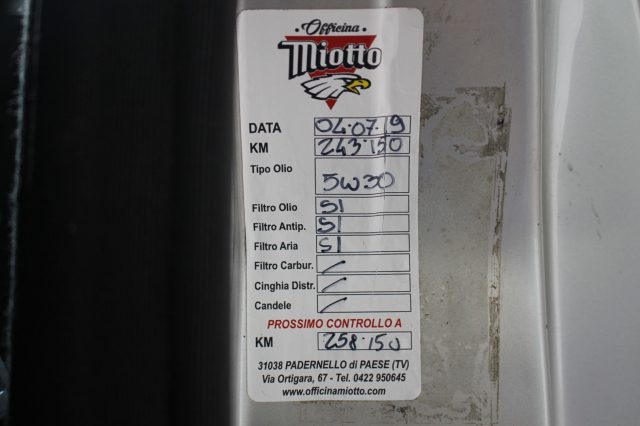 Officina
Miotto
DATA 04.07.19
KM 243.150
Tipo Olio 5W30
Filtro Olio SI
Filtro Antip. SI
Filtro Aria SI
Filtro Carbur. /
Cinghia Distr. /
Candele /
PROSSIMO CONTROLLO A
KM 258.150
31038 PADERNELLO di PAESE (TV)
Via Ortigara, 67 - Tel. 0422 950645
www.officinamiotto.com